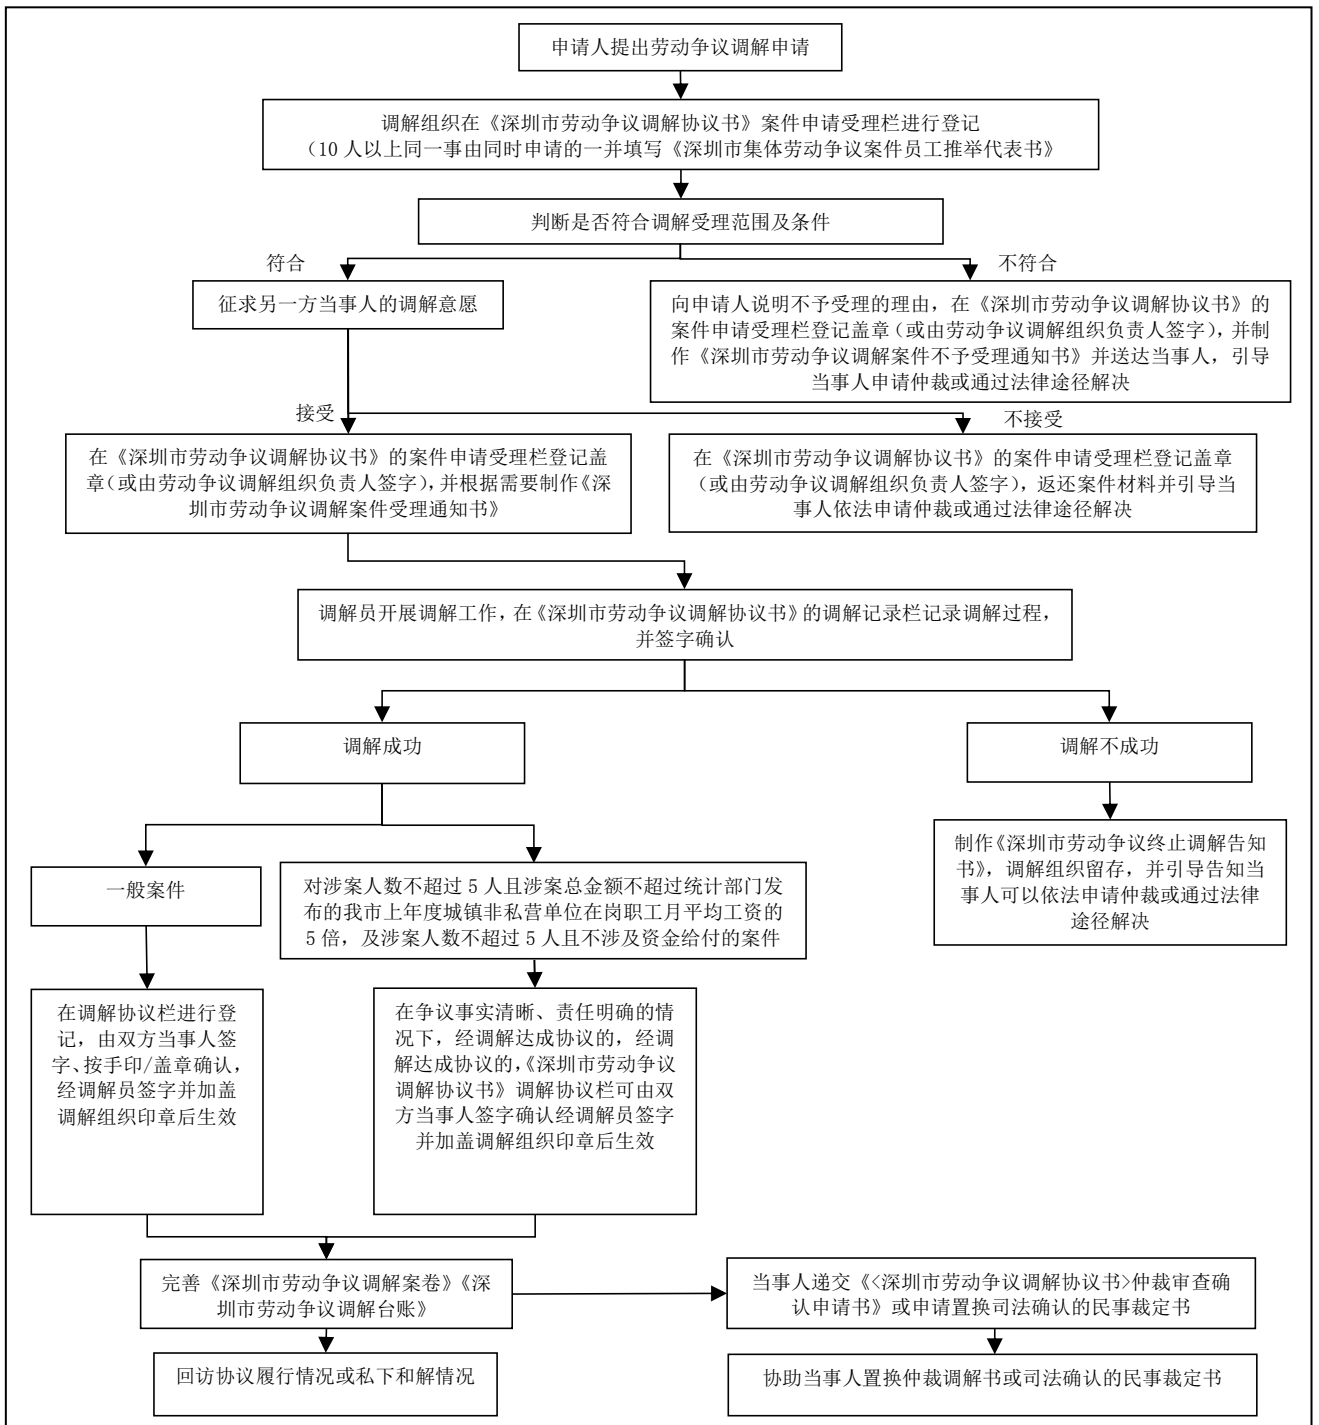 申请人提出劳动争议调解申请
调解组织在《深圳市劳动争议调解协议书》案件申请受理栏进行登记
（10 人以上同一事由同时申请的一并填写《深圳市集体劳动争议案件员工推举代表书》
判断是否符合调解受理范围及条件
符合
不符合
征求另一方当事人的调解意愿
向申请人说明不予受理的理由，在《深圳市劳动争议调解协议书》的
案件申请受理栏登记盖章（或由劳动争议调解组织负责人签字），并制
作《深圳市劳动争议调解案件不予受理通知书》并送达当事人，引导
当事人申请仲裁或通过法律途径解决
接受
不接受
在《深圳市劳动争议调解协议书》的案件申请受理栏登记盖
章（或由劳动争议调解组织负责人签字），并根据需要制作《深
圳市劳动争议调解案件受理通知书》
在《深圳市劳动争议调解协议书》的案件申请受理栏登记盖章
（或由劳动争议调解组织负责人签字），返还案件材料并引导当
事人依法申请仲裁或通过法律途径解决
调解员开展调解工作，在《深圳市劳动争议调解协议书》的调解记录栏记录调解过程，
并签字确认
调解成功
调解不成功
一般案件
对涉案人数不超过 5 人且涉案总金额不超过统计部门发
布的我市上年度城镇非私营单位在岗职工月平均工资的
5 倍，及涉案人数不超过 5 人且不涉及资金给付的案件
制作《深圳市劳动争议终止调解告知
书》，调解组织留存，并引导告知当
事人可以依法申请仲裁或通过法律
途径解决
在调解协议栏进行登
记，由双方当事人签
字、按手印/盖章确认，
经调解员签字并加盖
调解组织印章后生效
在争议事实清晰、责任明确的情
况下，经调解达成协议的，经调
解达成协议的，《深圳市劳动争议
调解协议书》调解协议栏可由双
方当事人签字确认经调解员签字
并加盖调解组织印章后生效
完善《深圳市劳动争议调解案卷》《深
圳市劳动争议调解台账》
当事人递交《<深圳市劳动争议调解协议书>仲裁审查确
认申请书》或申请置换司法确认的民事裁定书
回访协议履行情况或私下和解情况
协助当事人置换仲裁调解书或司法确认的民事裁定书